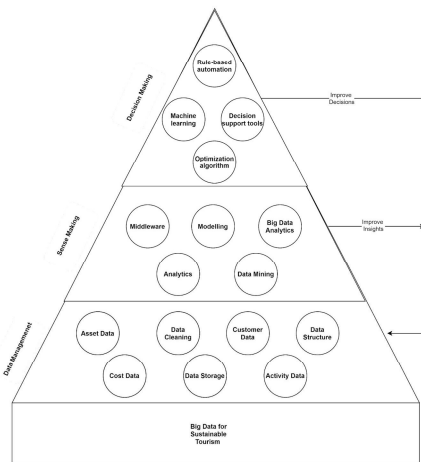 Rule-based
automation
Decision Making
Improve
Decisions
Machine
learning
Decision
support tools
Optimization
algorithm
Middleware
Modelling
Big Data
Analytics
Sense Making
Improve
Insights
Analytics
Data Mining
Asset Data
Data
Cleaning
Customer
Data
Data
Structure
Data Managemenet
Cost Data
Data Storage
Activity Data
Big Data for
Sustainable
Tourism